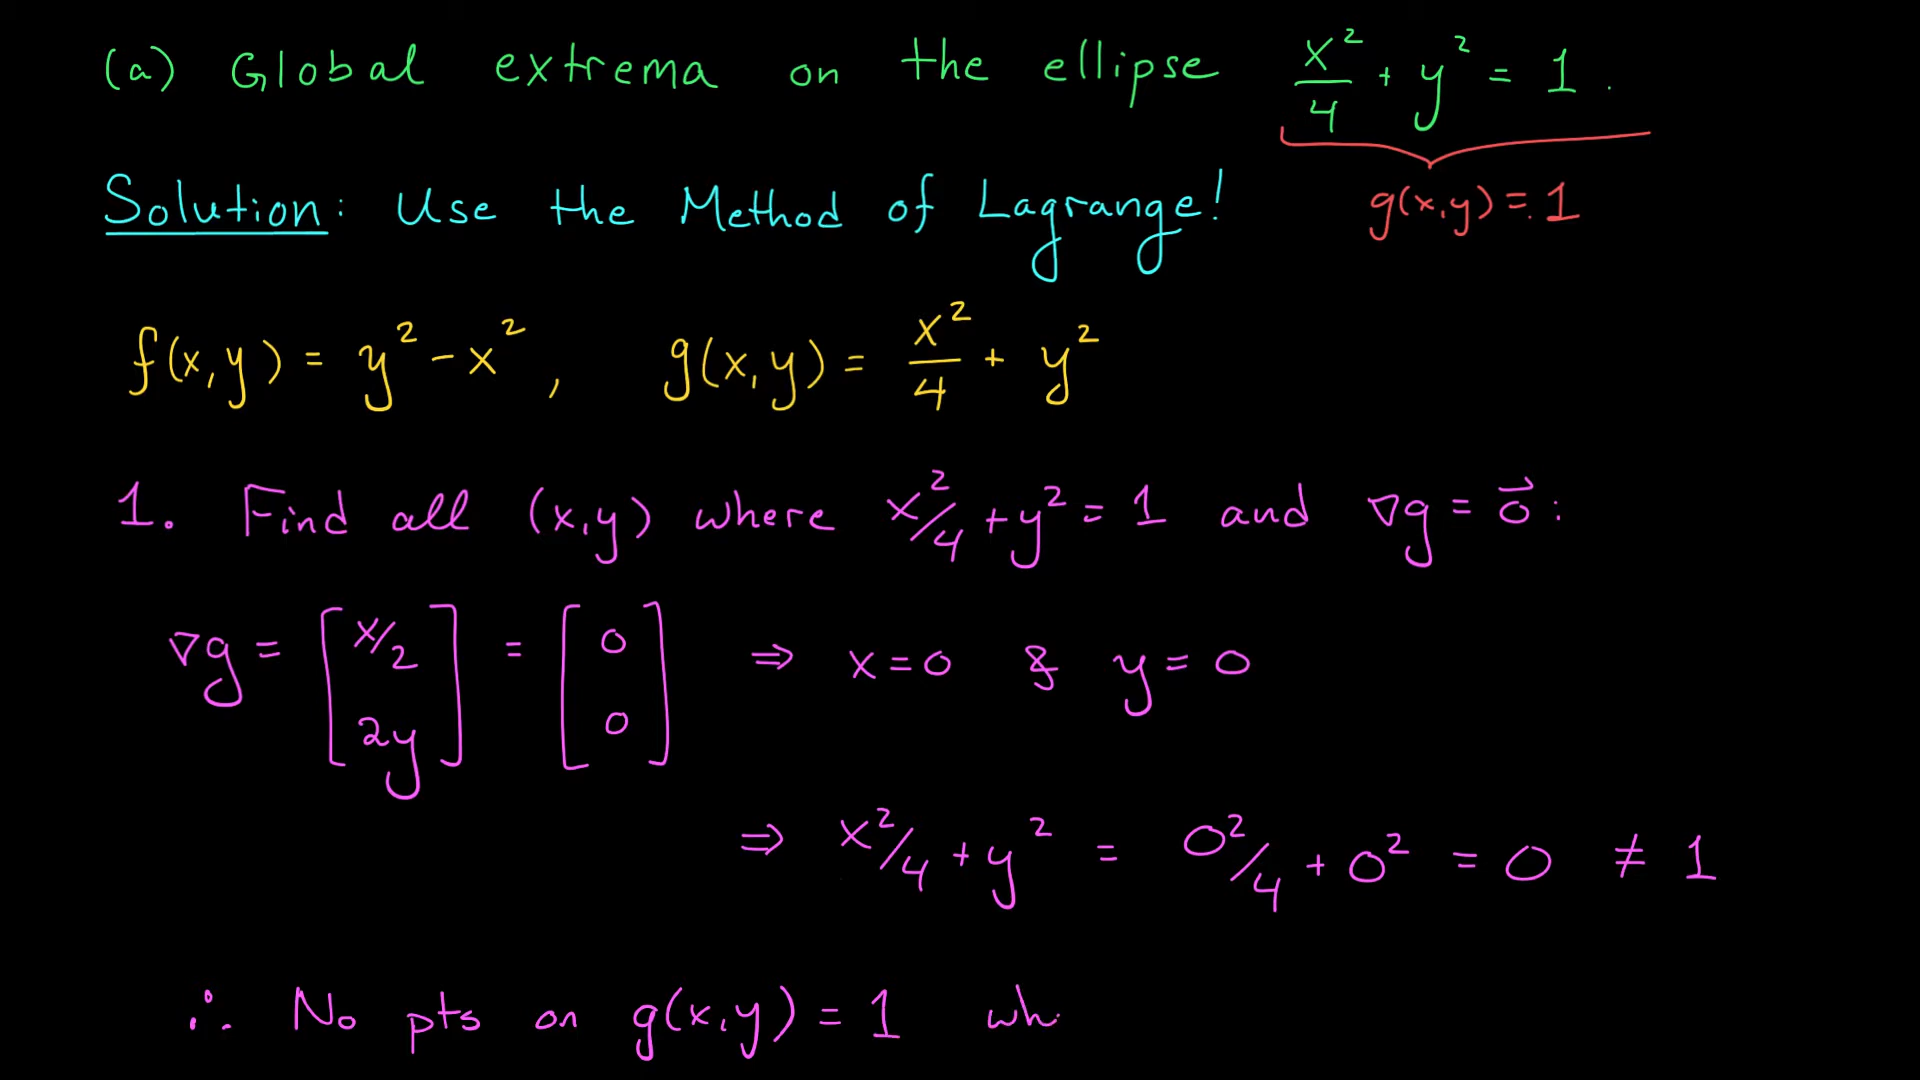 (a) Global extrema on the ellipse x²/4 + y² = 1.
g(x,y) = 1
Solution: Use the Method of Lagrange!
f(x,y) = y² - x², g(x,y) = x²/4 + y²
1. Find all (x,y) where x²/4 + y² = 1 and ∇g = 0⃗:
∇g = [x/2 2y] = [0 0] ⇒ x=0 & y=0
⇒ x²/4 + y² = 0²/4 + 0² = 0 ≠ 1
∴ No pts on g(x,y) = 1 wh